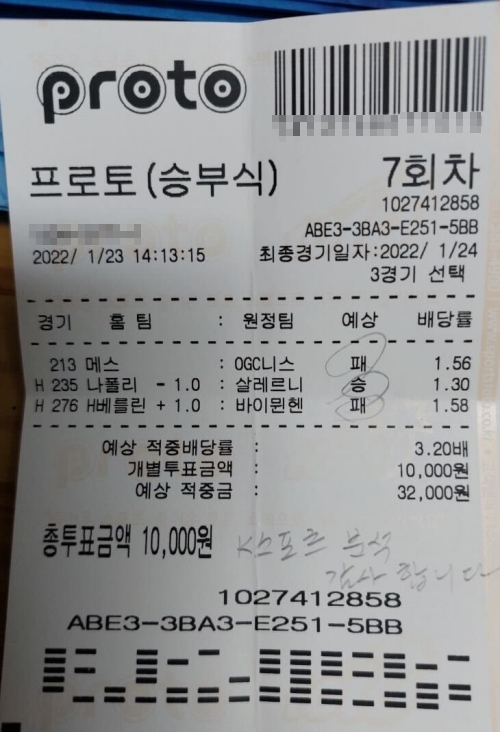 proto
프로토(승부식) 7회차
1027412858
ABE3-3BA3-E251-5BB
2022/ 1/23 14:13:15 최종경기일자:2022/ 1/24
3경기 선택
경기 홈 팀 : 원정팀 예상 배당률
213 메스 : OGC니스 패 1.56
H 235 나폴리 - 1.0 : 살레르니 승 1.30
H 276 H베를린 + 1.0 : 바이뮌헨 패 1.58
예상 적중배당률 : 3.20배
개별투표금액 : 10,000원
예상 적중금 : 32,000원
총투표금액 10,000원 K스포츠 분석
감사 합니다
1027412858
ABE3-3BA3-E251-5BB